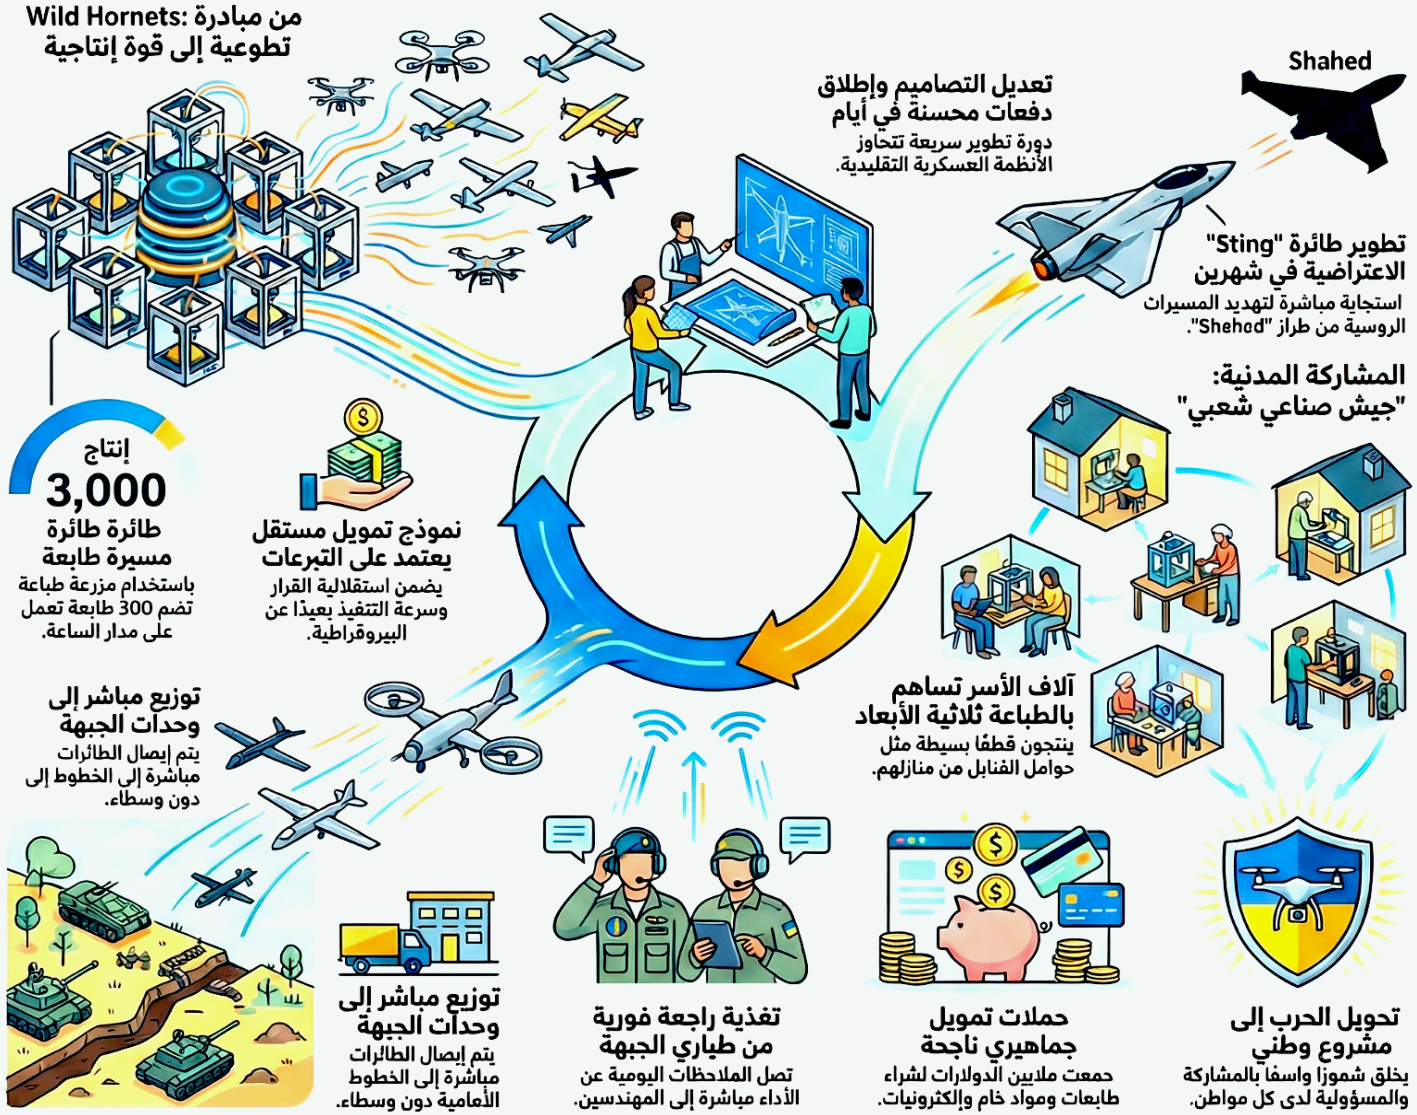 Wild Hornets: من مبادرة
تطوعية إلى قوة إنتاجية
Shahed
تعديل التصاميم وإطلاق
دفعات محسنة في أيام
دورة تطوير سريعة تتجاوز
الأنظمة العسكرية التقليدية.
تطوير طائرة "Sting"
الاعتراضية في شهرين
استجابة مباشرة لتهديد المسيرات
الروسية من طراز "Shehed".
المشاركة المدنية:
"جيش صناعي شعبي"
إنتاج
3,000
طائرة طائرة
مسيرة طابعة
باستخدام مزرعة طباعة
تضم 300 طابعة تعمل
على مدار الساعة.
نموذج تمويل مستقل
يعتمد على التبرعات
يضمن استقلالية القرار
وسرعة التنفيذ بعيدًا عن
البيروقراطية.
آلاف الأسر تساهم
بالطباعة ثلاثية الأبعاد
ينتجون قطعًا بسيطة مثل
حوامل القنابل من منازلهم.
توزيع مباشر إلى
وحدات الجبهة
يتم إيصال الطائرات
مباشرة إلى الخطوط إلى
دون وسطاء.
توزيع مباشر إلى
وحدات الجبهة
يتم إيصال الطائرات
مباشرة إلى الخطوط
الأعامية دون وسطاء.
تغذية راجعة فورية
من طياري الجبهة
تصل الملاحظات اليومية عن
الأداء مباشرة إلى المهندسين.
حملات تمويل
جماهيري ناجحة
جمعت ملايين الدولارات لشراء
طابعات ومواد خام وإلكترونيات.
تحويل الحرب إلى
مشروع وطني
يخلق شموزًا واسفا بالمشاركة
والمسؤولية لدى كل مواطن.